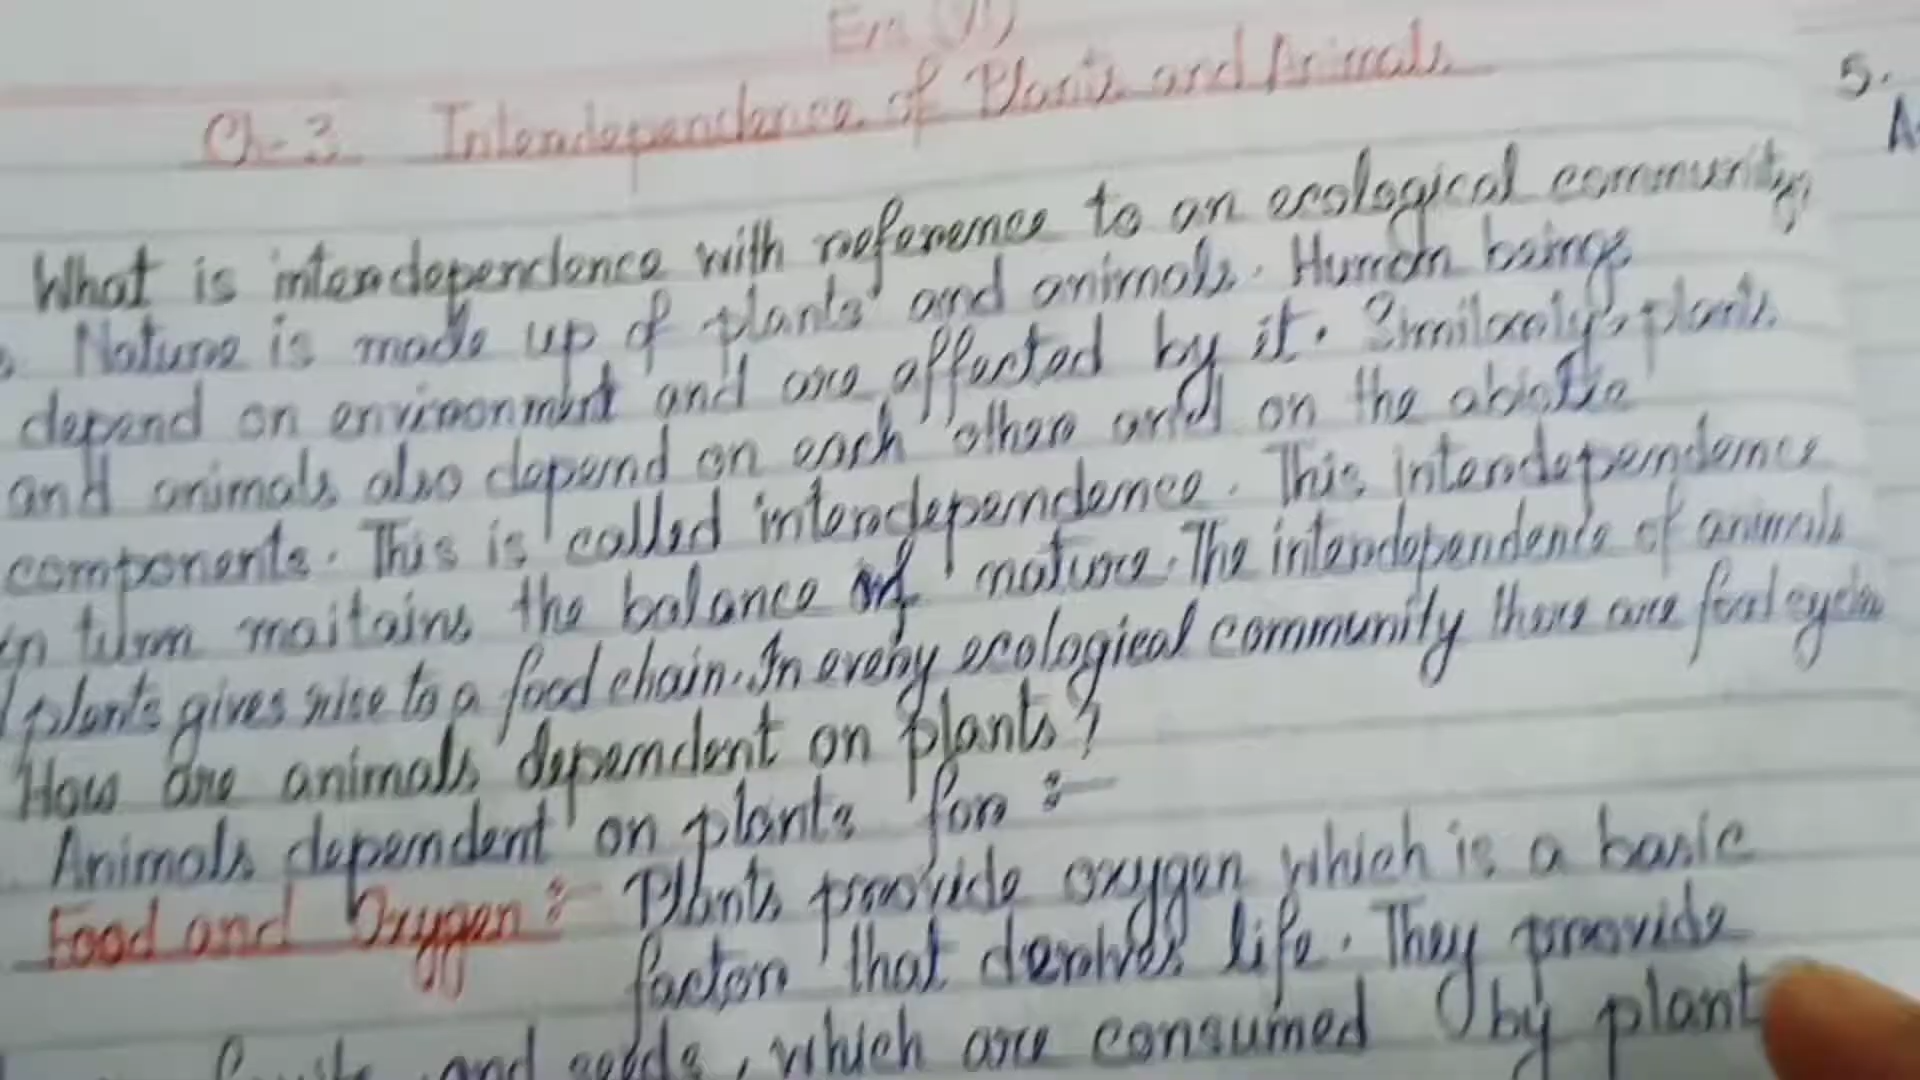 Ch-3 Interdependence of Plants and Animals
5.
What is interdependence with reference to an ecological community,
Nature is made up of plants and animals. Human beings
depend on environment and are affected by it. Similarly, plants
and animals also depend on each other and on the abiotic
components. This is called interdependence. This interdependence
in turn maitains the balance of nature. The interdependence of animals
plants gives rise to a food chain. In every ecological community there are food cycle
How are animals dependent on plants?
Animals dependent on plants for :-
Food and Oxygen :- Plants provide oxygen which is a basic
factor that derives life. They provide
and seeds, which are consumed by plant